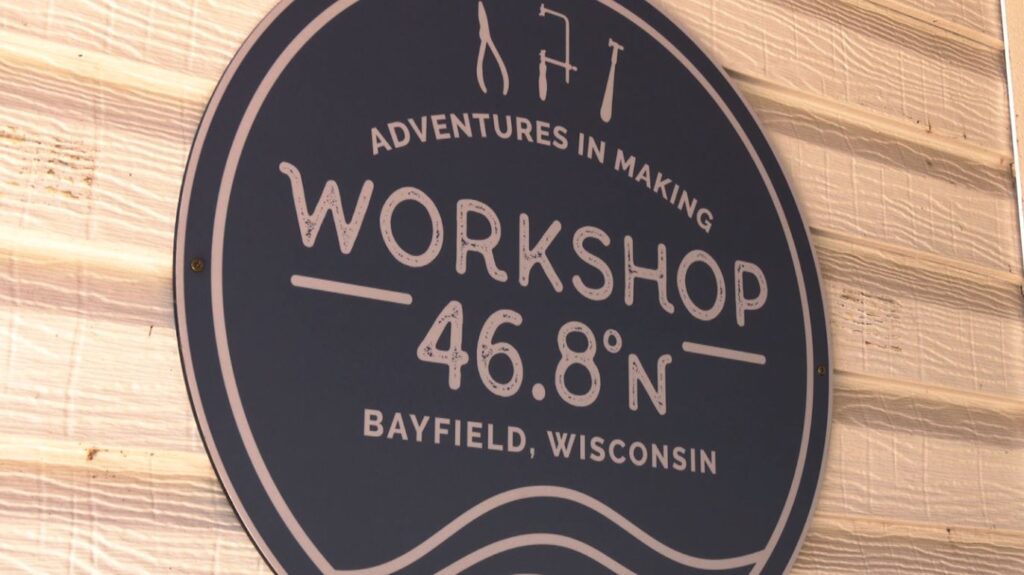 ADVENTURES IN MAKING
WORKSHOP
46.8°N
BAYFIELD, WISCONSIN